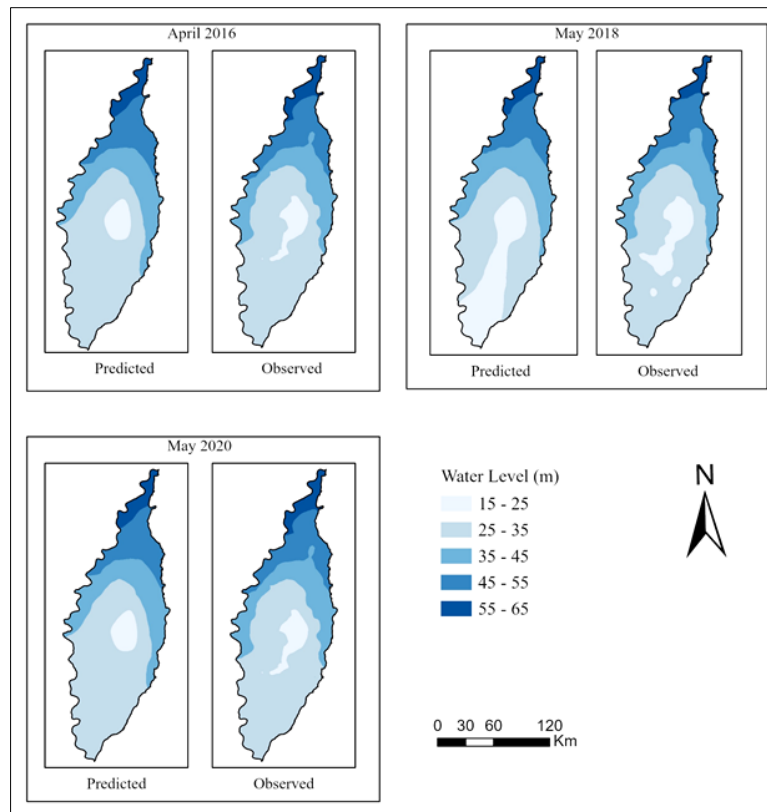 April 2016
Predicted
Observed
May 2018
Predicted
Observed
May 2020
Predicted
Observed
Water Level (m)
15 - 25
25 - 35
35 - 45
45 - 55
55 - 65
N
0 30 60 120
Km